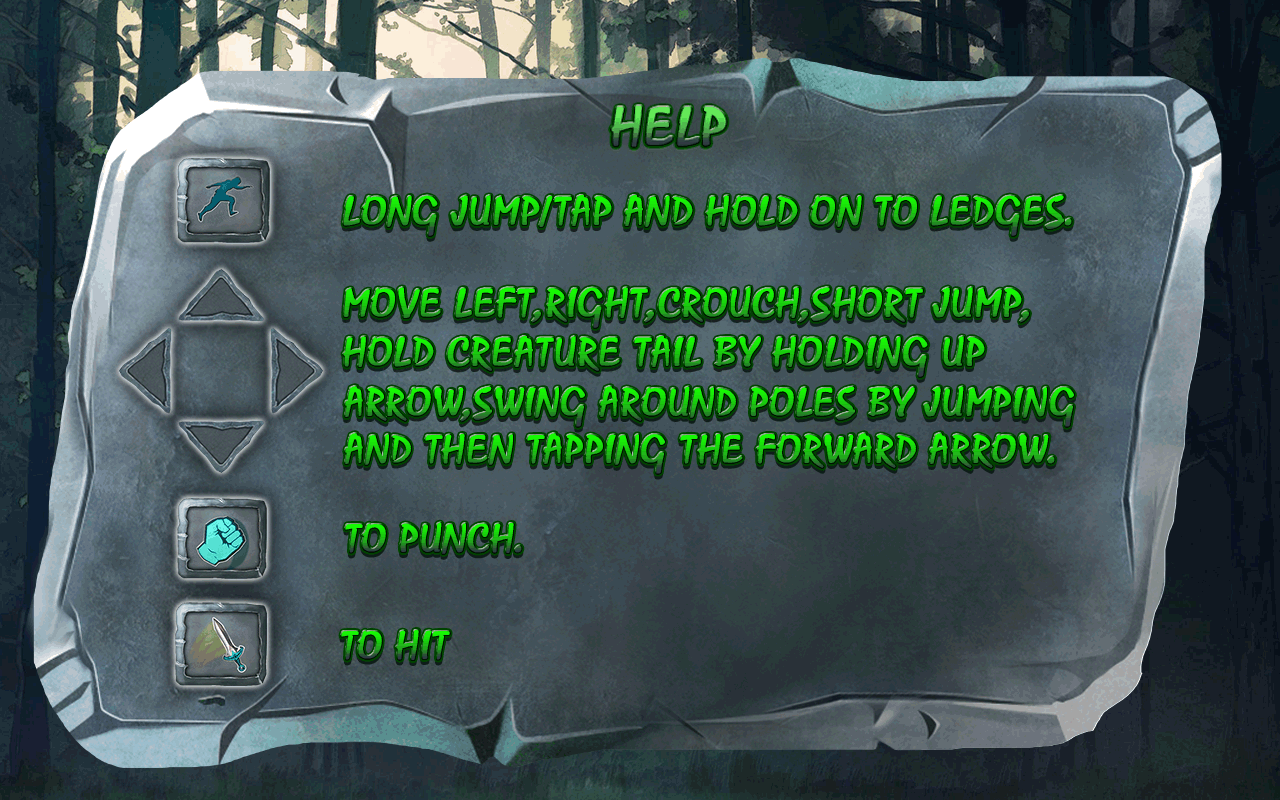 HELP
LONG JUMP/TAP AND HOLD ON TO LEDGES.
MOVE LEFT,RIGHT,CROUCH,SHORT JUMP,
HOLD CREATURE TAIL BY HOLDING UP
ARROW,SWING AROUND POLES BY JUMPING
AND THEN TAPPING THE FORWARD ARROW.
TO PUNCH.
TO HIT